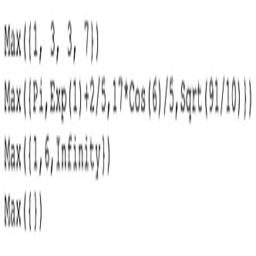 Max({1, 3, 3, 7})
Max({Pi,Exp(1)+2/5,17*Cos(6)/5,Sqrt(91/10)})
Max({1,6,Infinity})
Max({})